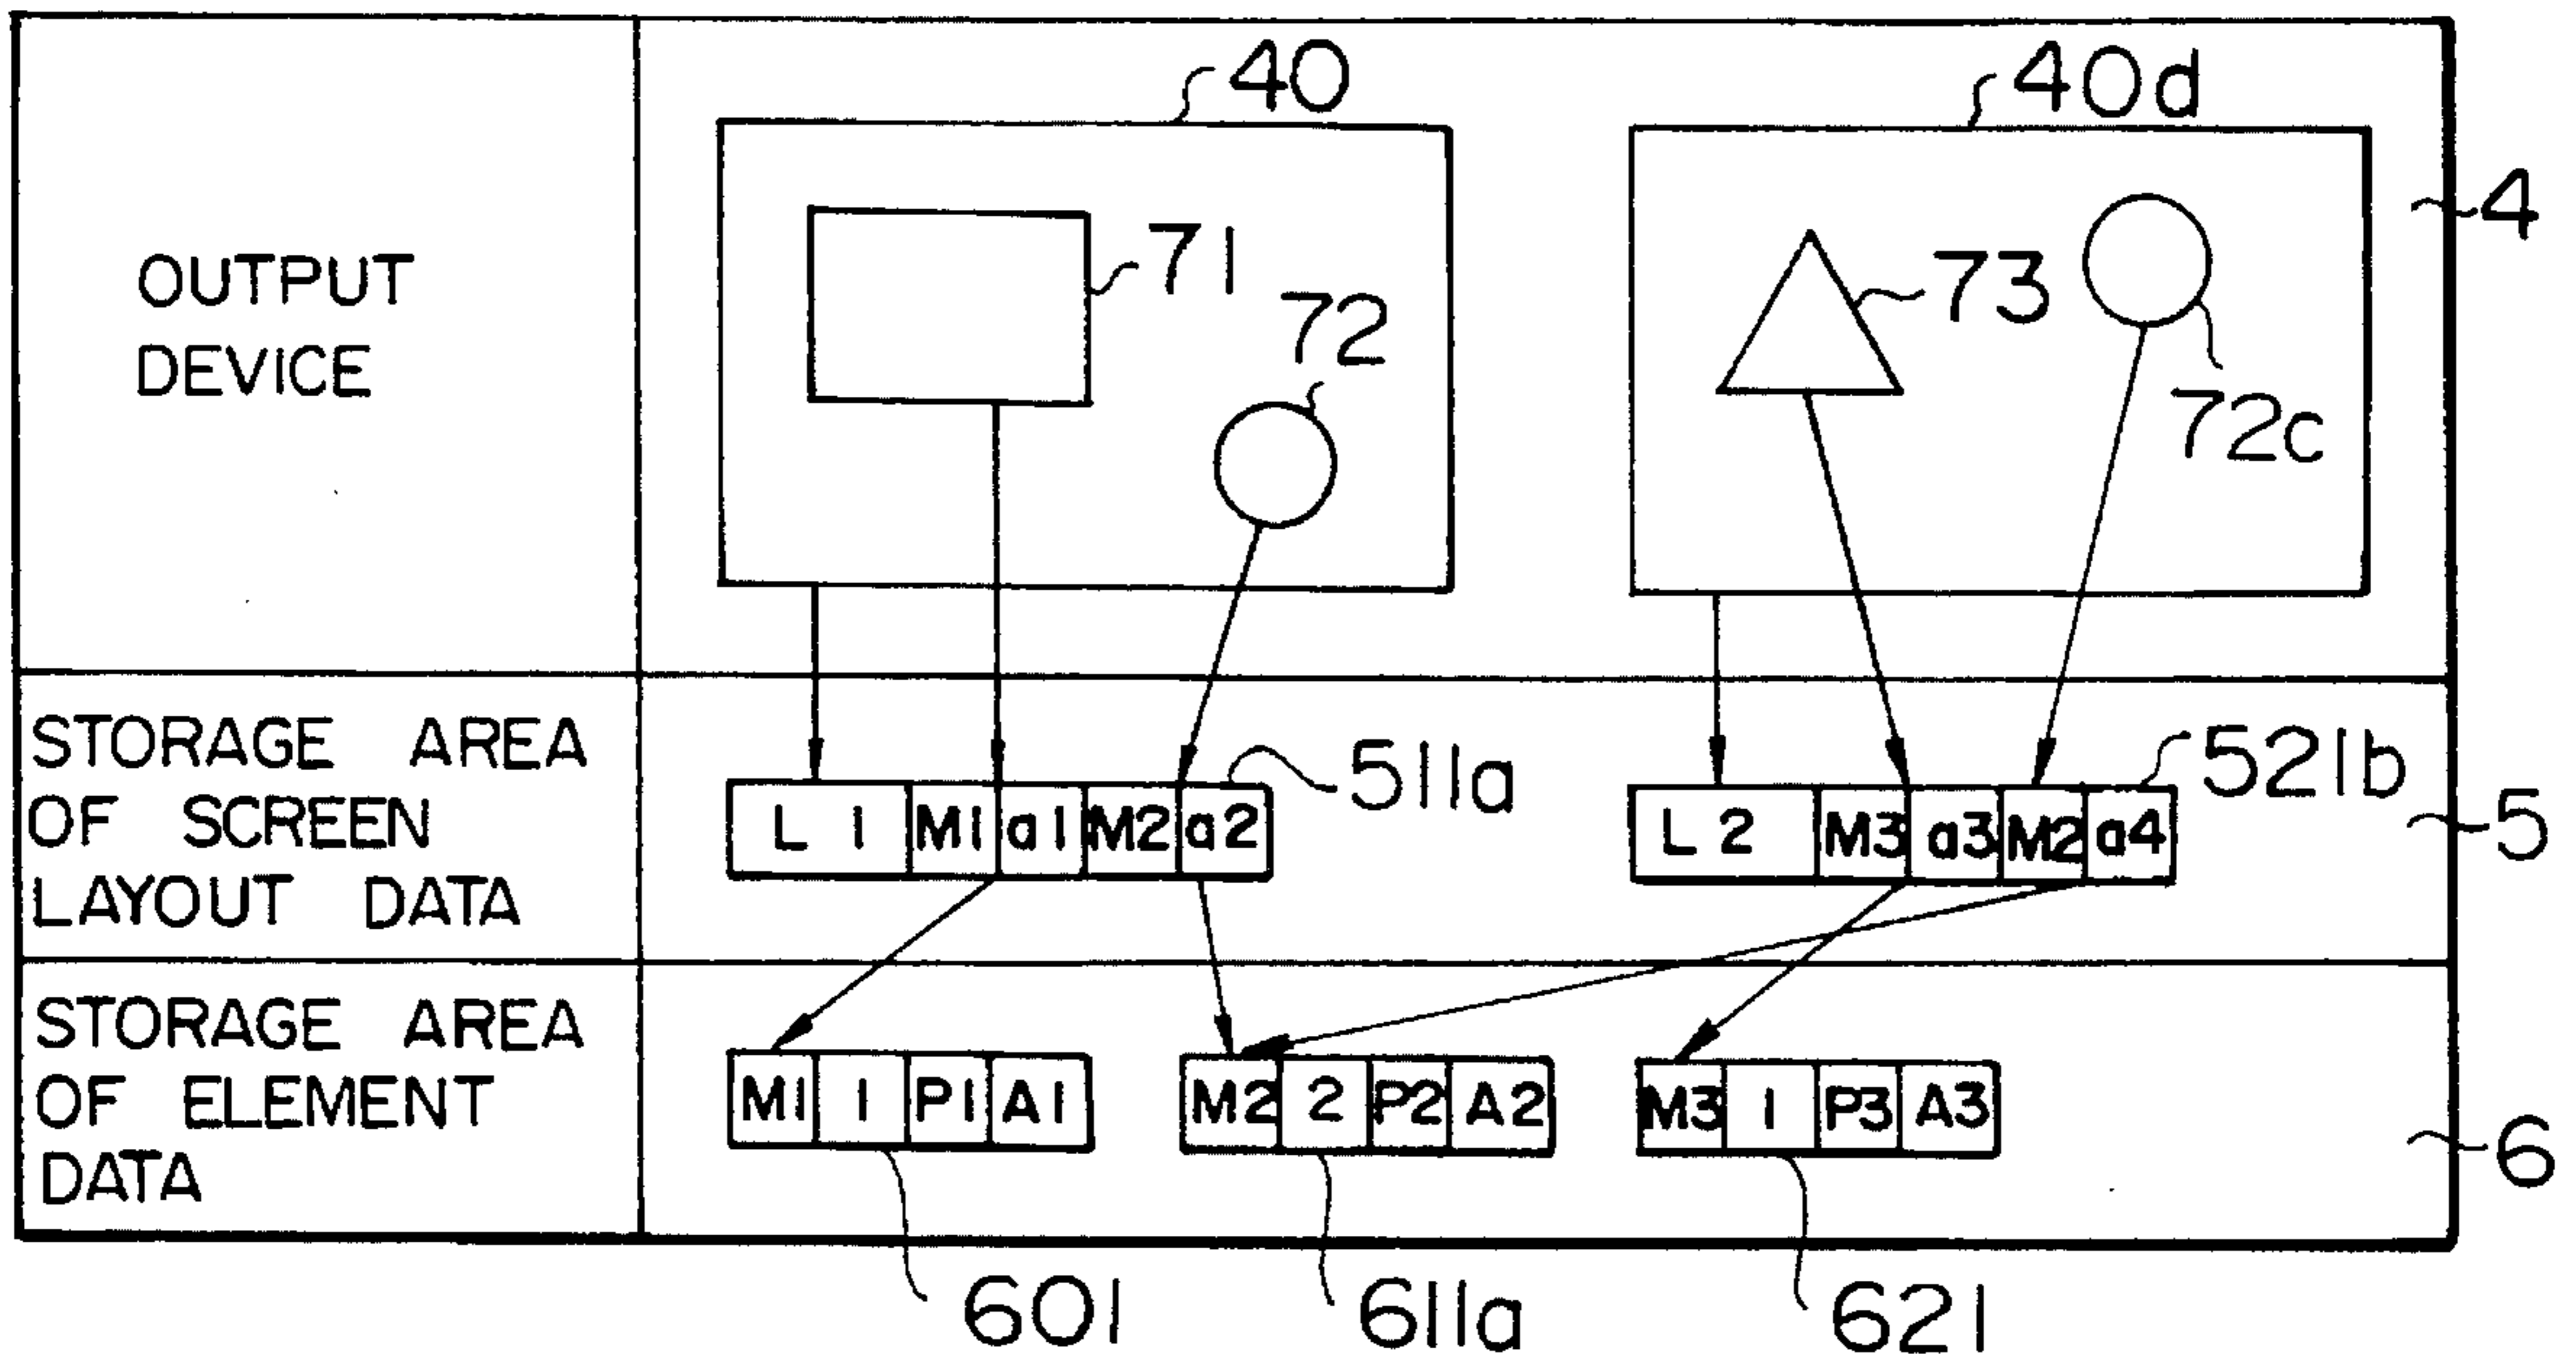 40
40d
4
OUTPUT
DEVICE
71
72
73
72c
STORAGE AREA
OF SCREEN
LAYOUT DATA
511a
521b
5
L 1 M1 a1 M2 a2
L 2 M3 a3 M2 a4
STORAGE AREA
OF ELEMENT
DATA
M1 1 P1 A1
M2 2 P2 A2
M3 1 P3 A3
6
601
611a
621